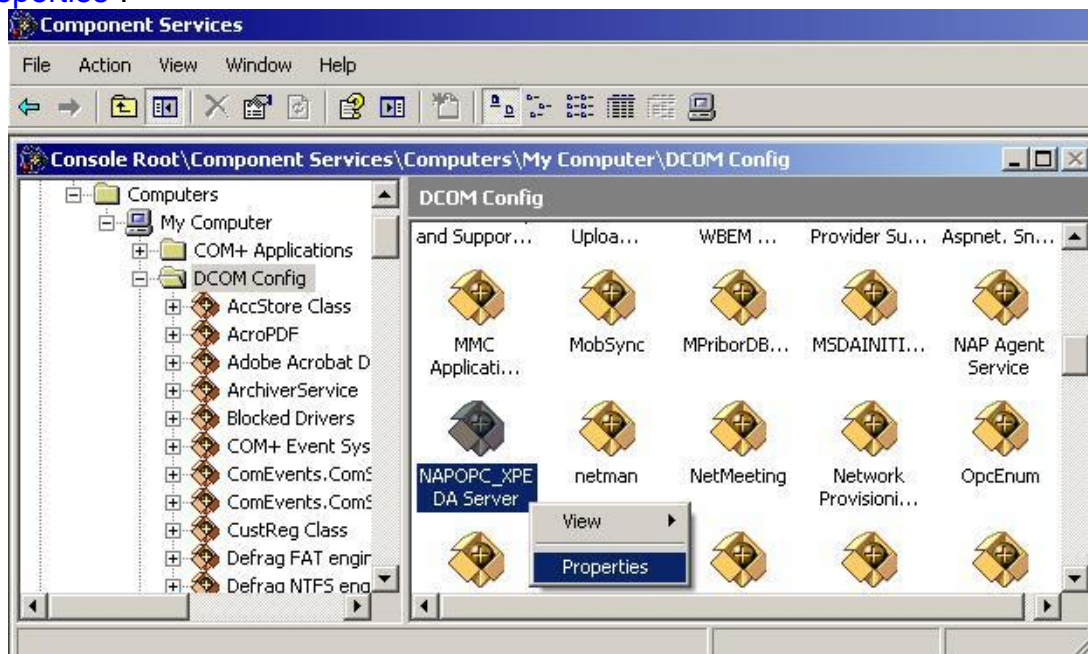 operties".
Component Services
File Action View Window Help
Console Root\Component Services\Computers\My Computer\DCOM Config
Computers
My Computer
COM+ Applications
DCOM Config
AccStore Class
AcroPDF
Adobe Acrobat D
ArchiverService
Blocked Drivers
COM+ Event Sys
ComEvents.ComS
ComEvents.ComS
CustReg Class
Defrag FAT engin
Defrag NTFS eng
DCOM Config
and Suppor... Uploa... WBEM ... Provider Su... Aspnet. Sn...
MMC Applicati...
MobSync
MPriborDB...
MSDAINITI...
NAP Agent Service
NAPOPC_XPE DA Server
netman
NetMeeting
Network Provisioni...
OpcEnum
View
Properties